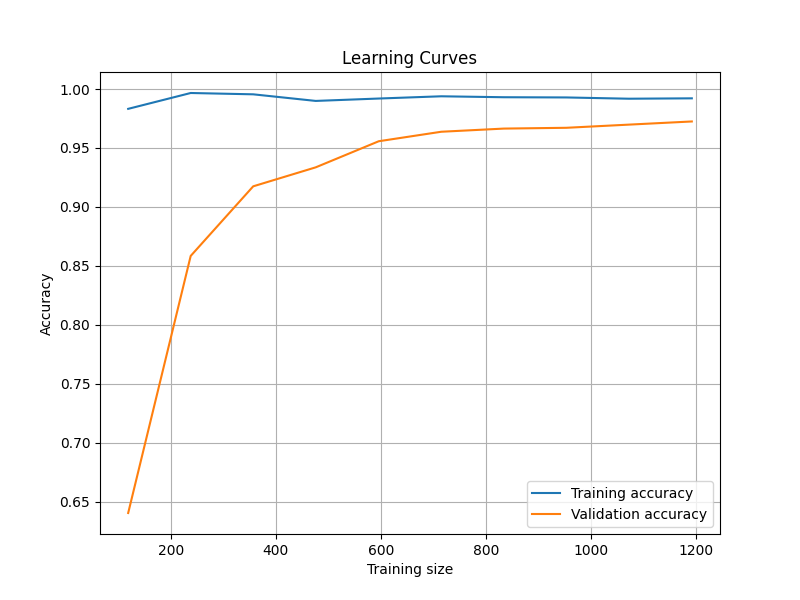 Learning Curves
1.00
0.95
0.90
0.85
0.80
0.75
0.70
0.65
Accuracy
Training accuracy
Validation accuracy
200 400 600 800 1000 1200
Training size